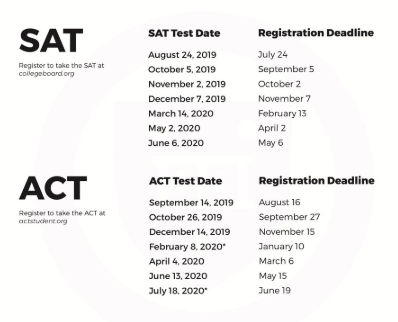 SAT
Register to take the SAT at
collegeboard.org
SAT Test Date Registration Deadline
August 24, 2019 July 24
October 5, 2019 September 5
November 2, 2019 October 2
December 7, 2019 November 7
March 14, 2020 February 13
May 2, 2020 April 2
June 6, 2020 May 6
ACT
Register to take the ACT at
actstudent.org
ACT Test Date Registration Deadline
September 14, 2019 August 16
October 26, 2019 September 27
December 14, 2019 November 15
February 8, 2020* January 10
April 4, 2020 March 6
June 13, 2020 May 15
July 18, 2020* June 19